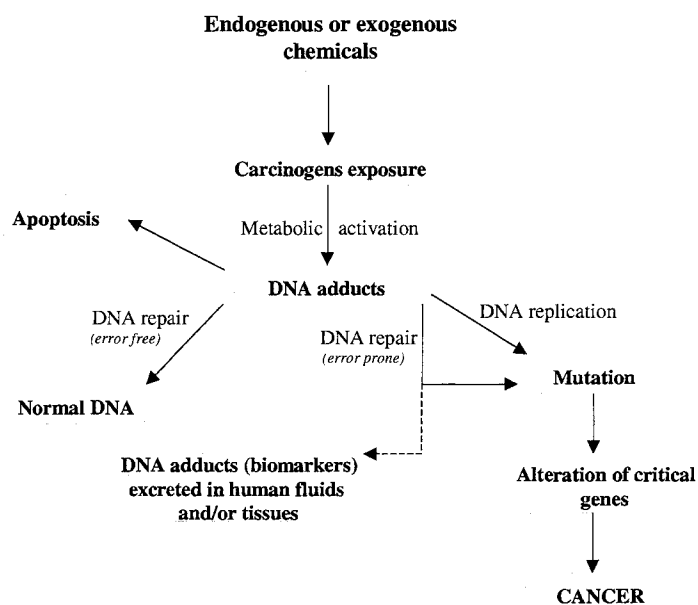 Endogenous or exogenous
chemicals
Carcinogens exposure
Apoptosis
Metabolic activation
DNA adducts
DNA repair
(error free)
DNA repair
(error prone)
DNA replication
Mutation
Normal DNA
DNA adducts (biomarkers)
excreted in human fluids
and/or tissues
Alteration of critical
genes
CANCER